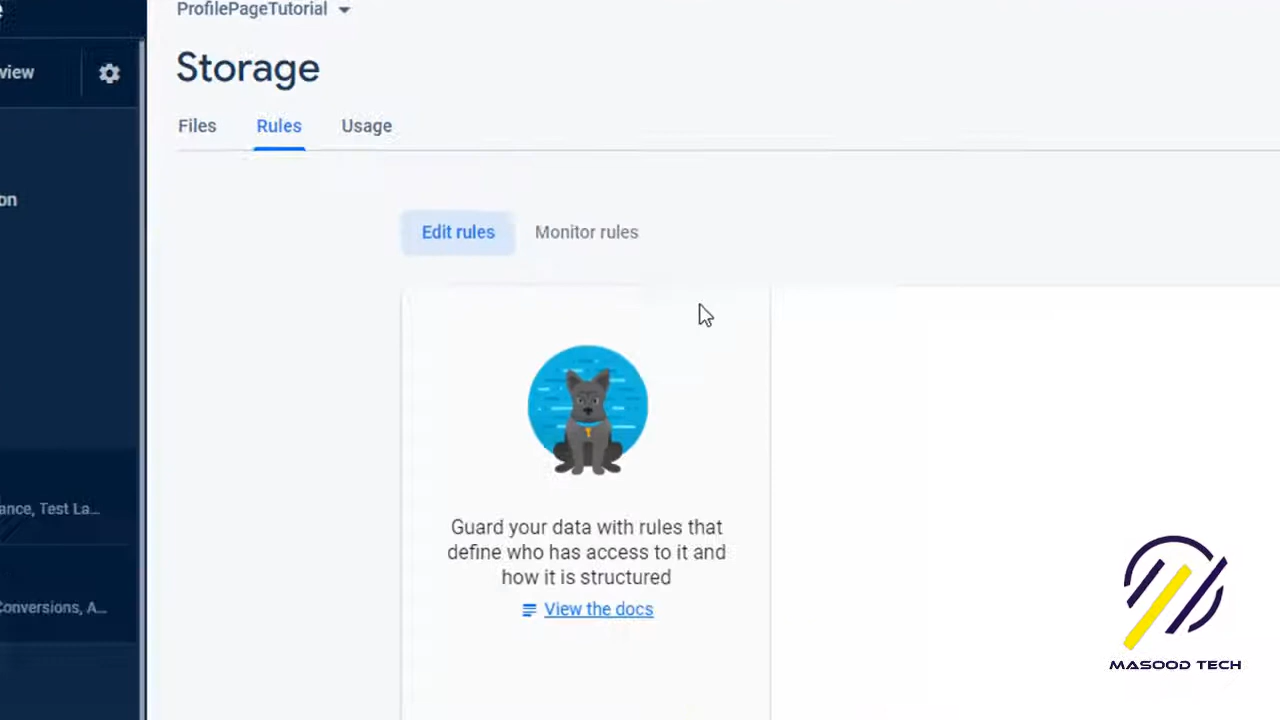 ProfilePageTutorial
view
Storage
Files Rules Usage
on
Edit rules Monitor rules
Guard your data with rules that
define who has access to it and
how it is structured
View the docs
ance, Test La...
Conversions, A...
MASOOD TECH